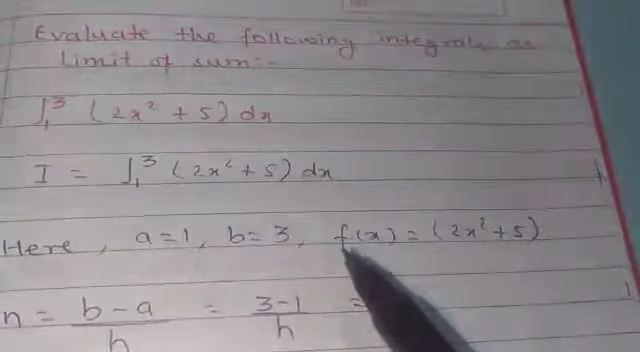 Evaluate the following integrals as
limit of sum:-
∫₁³ (2x² + 5) dx
I = ∫₁³ (2x² + 5) dx
Here, a=1, b=3, f(x) = (2x²+5)
n = b-a/h = 3-1/h =